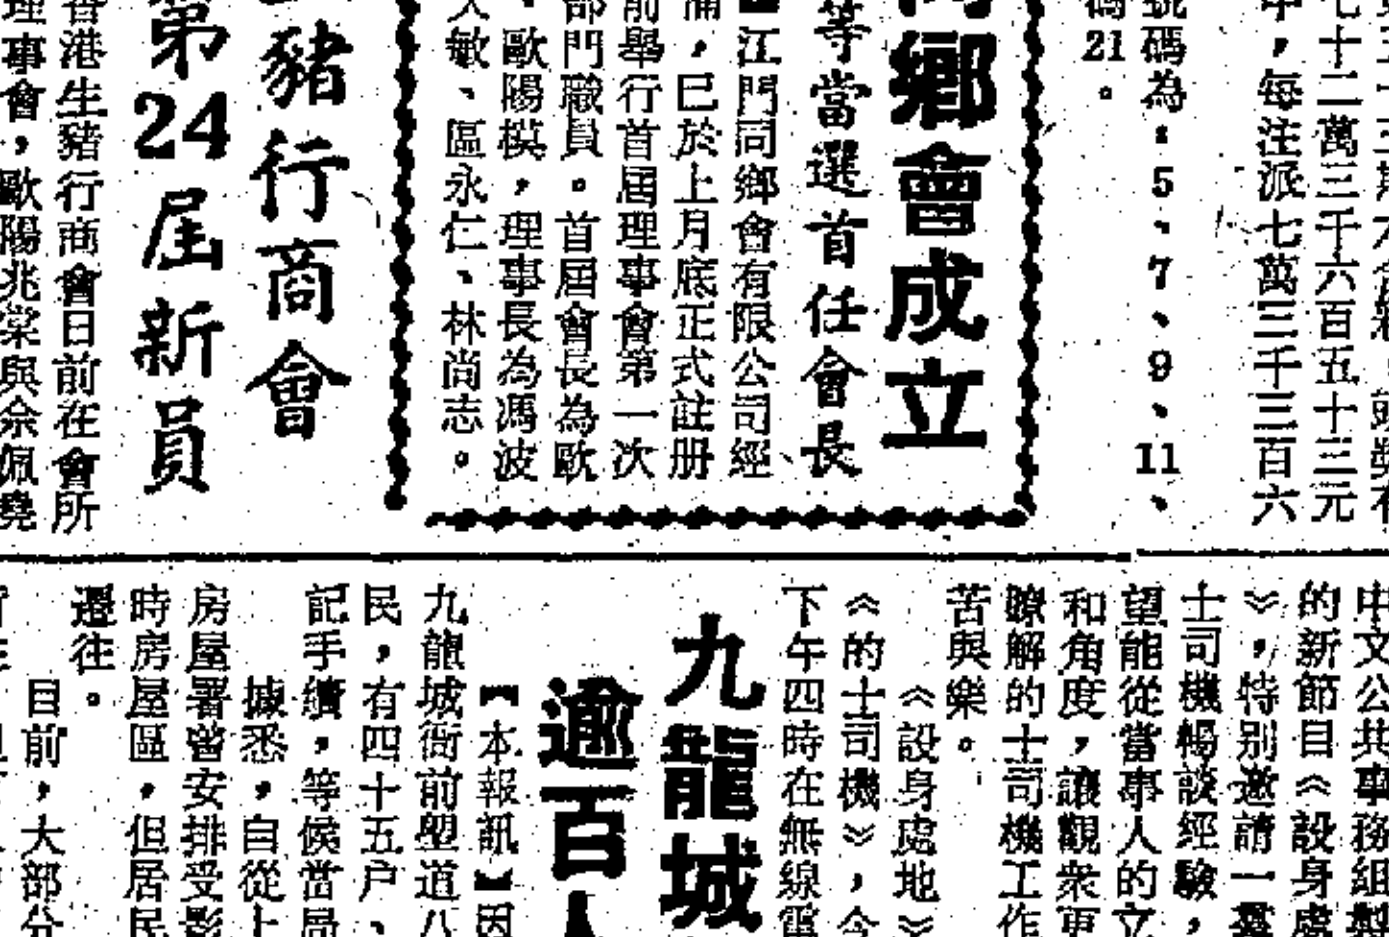 七十二萬三千六百五十三元
中，每注派七萬三千三百六
號碼為：5、7、9、11、
碼21。
鄉會成立
等當選首任會長
【江門同鄉會有限公司經
，已於上月底正式註册
前舉行首屆理事會第一次
部門職員。首屆會長為歐
、歐陽模，理事長為馮波
敏、區永仁、林尚志。
豬行商會
第24屆新員
香港生豬行商會日前在會所
理事會，歐陽兆棠與佘佩堯
中文公共事務組製
的新節目《設身處
》，特別邀請一羣
士司機暢談經驗，
望能從當事人的立
和角度，讓觀衆更
瞭解的士司機工作
苦與樂。
《設身處地》
《的士司機》，今
下午四時在無線電
九龍城
逾百人
【本報訊】因
九龍城衙前塱道八
民，有四十五户、
記手續，等候當局
據悉，自從上
房屋署曾安排受影
時房屋區，但居民
遷往。
目前，大部分